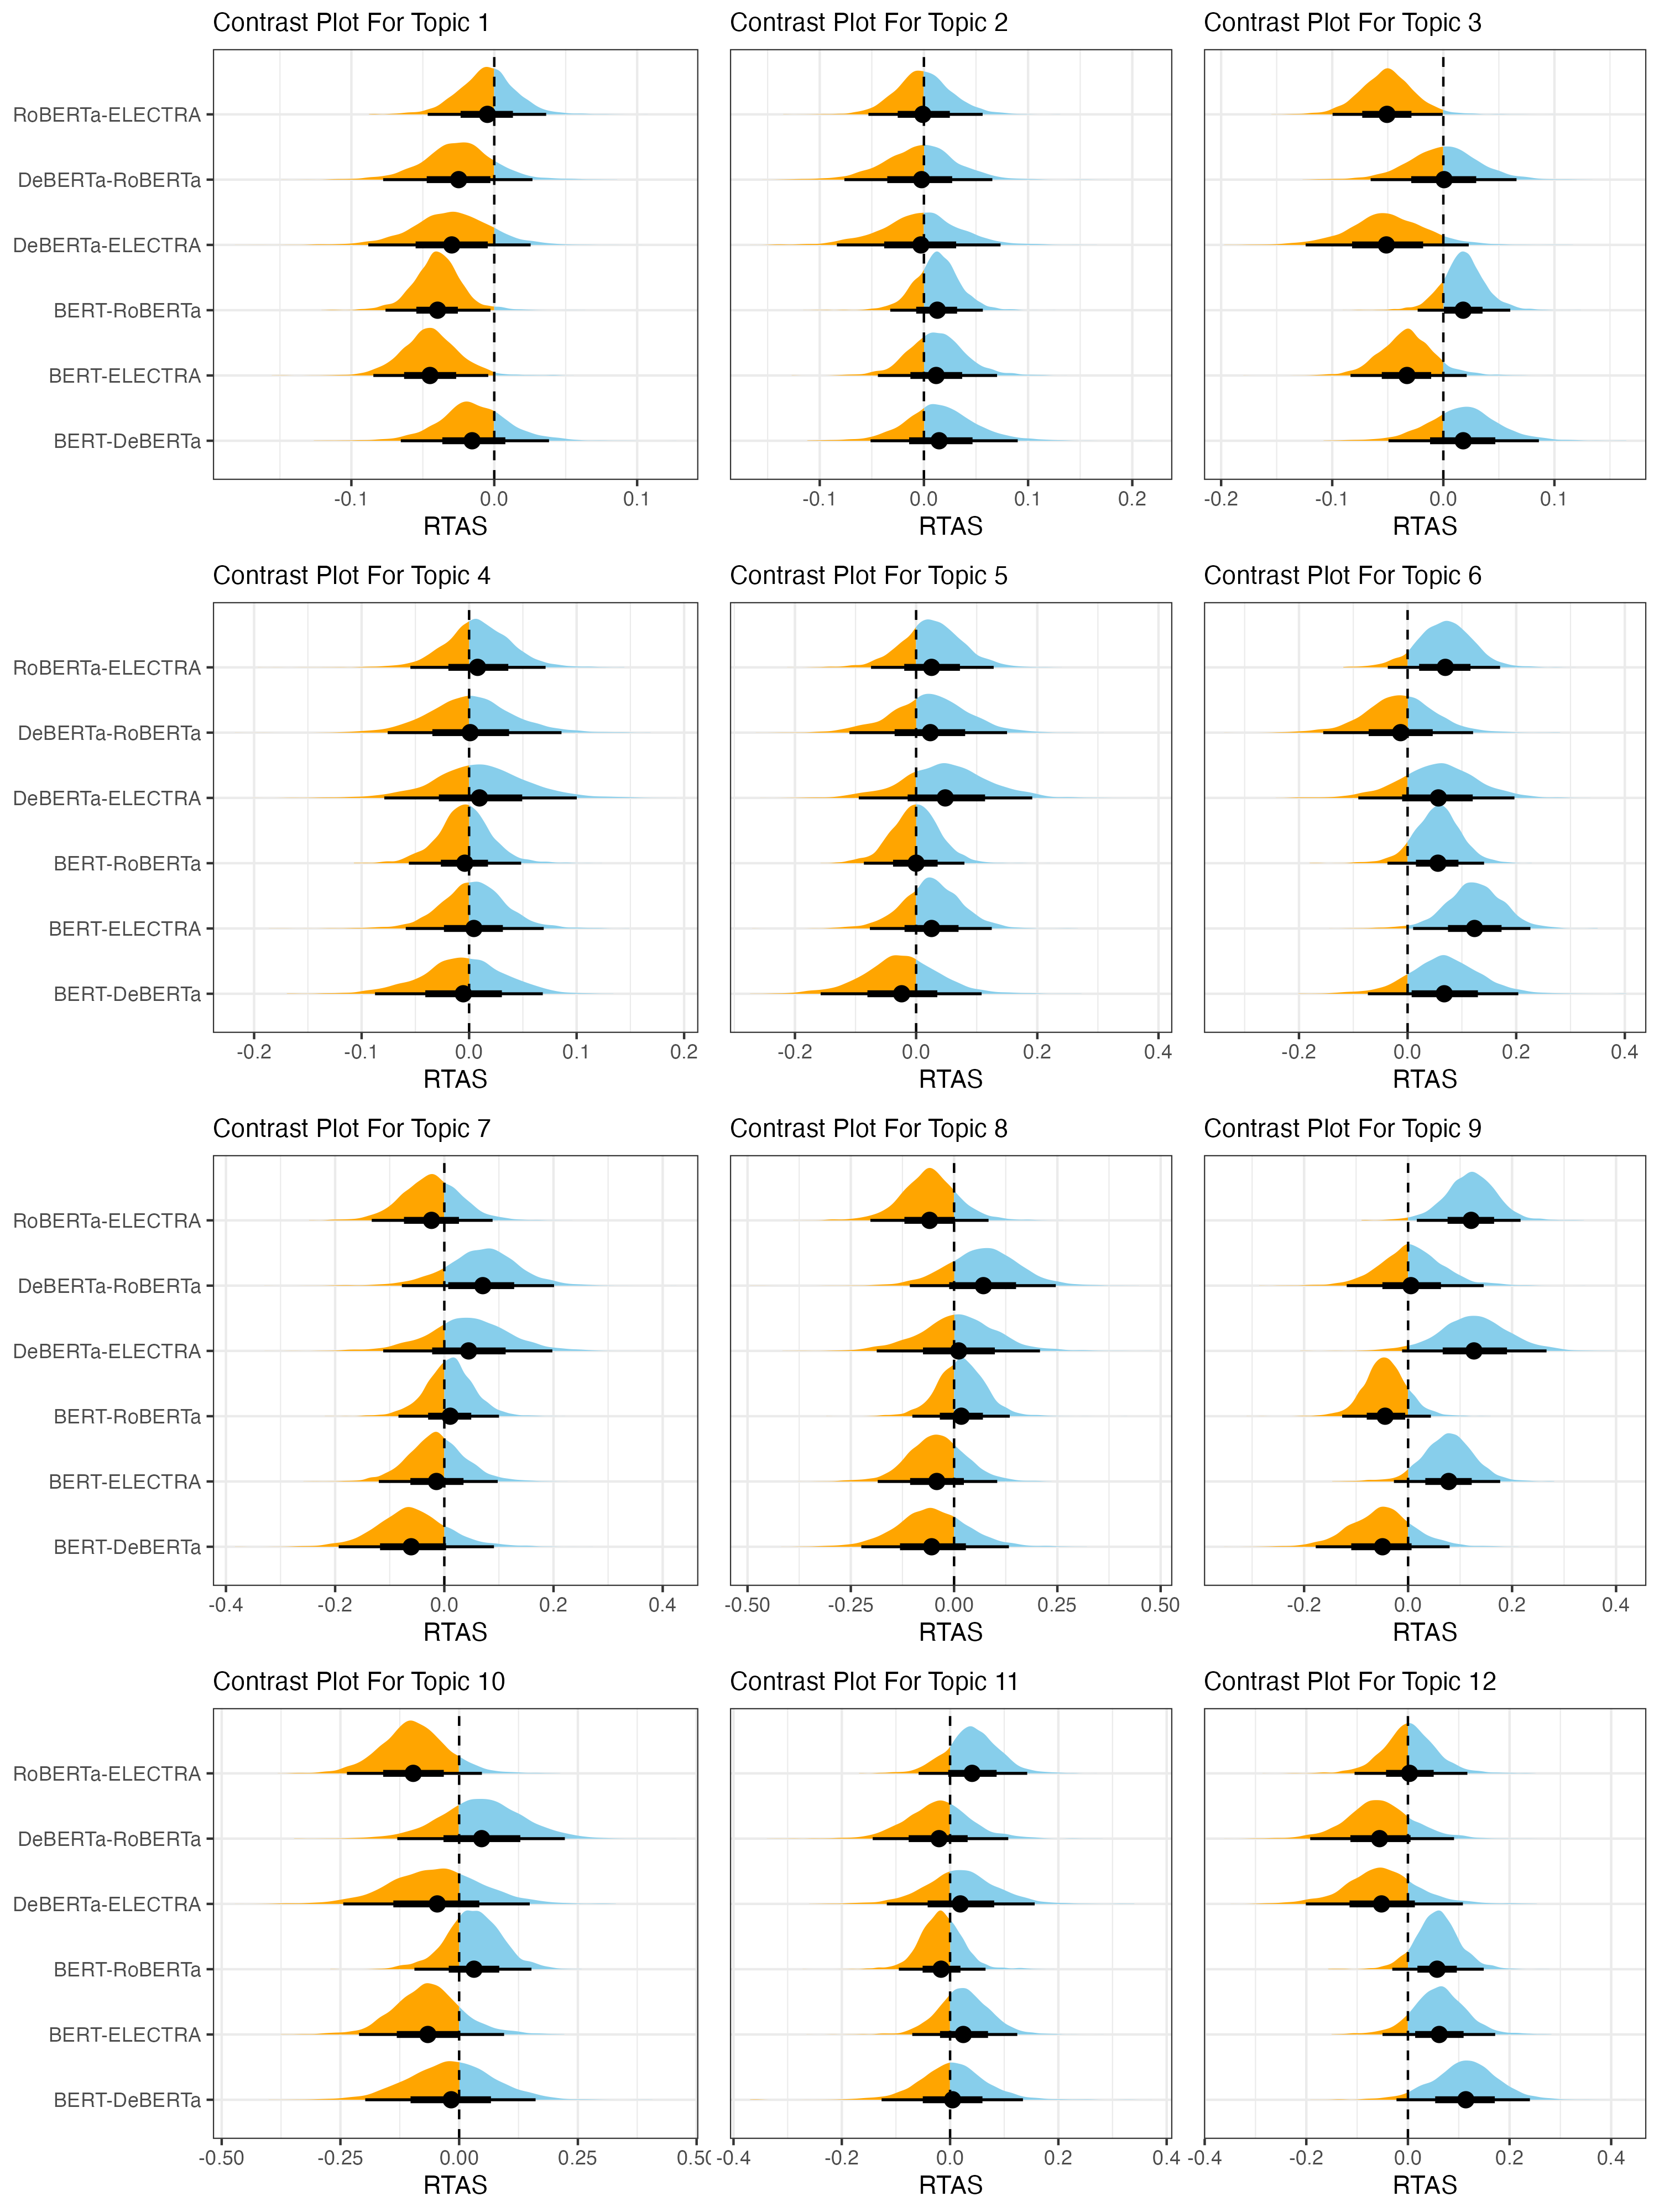 Contrast Plot For Topic 1
Contrast Plot For Topic 2
Contrast Plot For Topic 3
RoBERTa-ELECTRA
DeBERTa-RoBERTa
DeBERTa-ELECTRA
BERT-RoBERTa
BERT-ELECTRA
BERT-DeBERTa
-0.1 0.0 0.1
-0.1 0.0 0.1 0.2
-0.2 -0.1 0.0 0.1
RTAS
RTAS
RTAS
Contrast Plot For Topic 4
Contrast Plot For Topic 5
Contrast Plot For Topic 6
RoBERTa-ELECTRA
DeBERTa-RoBERTa
DeBERTa-ELECTRA
BERT-RoBERTa
BERT-ELECTRA
BERT-DeBERTa
-0.2 -0.1 0.0 0.1 0.2
-0.2 0.0 0.2 0.4
-0.2 0.0 0.2 0.4
RTAS
RTAS
RTAS
Contrast Plot For Topic 7
Contrast Plot For Topic 8
Contrast Plot For Topic 9
RoBERTa-ELECTRA
DeBERTa-RoBERTa
DeBERTa-ELECTRA
BERT-RoBERTa
BERT-ELECTRA
BERT-DeBERTa
-0.4 -0.2 0.0 0.2 0.4
-0.50 -0.25 0.00 0.25 0.50
-0.2 0.0 0.2 0.4
RTAS
RTAS
RTAS
Contrast Plot For Topic 10
Contrast Plot For Topic 11
Contrast Plot For Topic 12
RoBERTa-ELECTRA
DeBERTa-RoBERTa
DeBERTa-ELECTRA
BERT-RoBERTa
BERT-ELECTRA
BERT-DeBERTa
-0.50 -0.25 0.00 0.25
-0.4 -0.2 0.0 0.2 0.4
-0.4 -0.2 0.0 0.2 0.4
RTAS
RTAS
RTAS